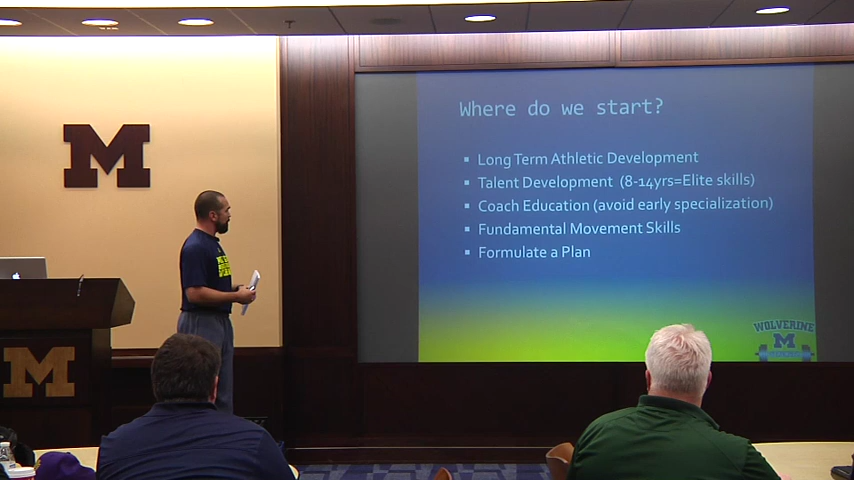 M
Where do we start?
Long Term Athletic Development
Talent Development (8-14yrs=Elite skills)
Coach Education (avoid early specialization)
Fundamental Movement Skills
Formulate a Plan
WOLVERINE
M
M